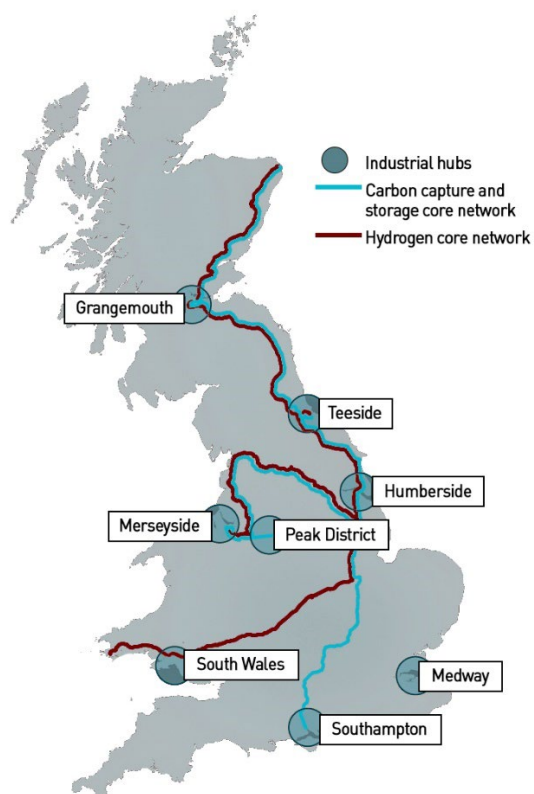 Industrial hubs
Carbon capture and
storage core network
Hydrogen core network
Grangemouth
Teeside
Humberside
Merseyside
Peak District
South Wales
Medway
Southampton